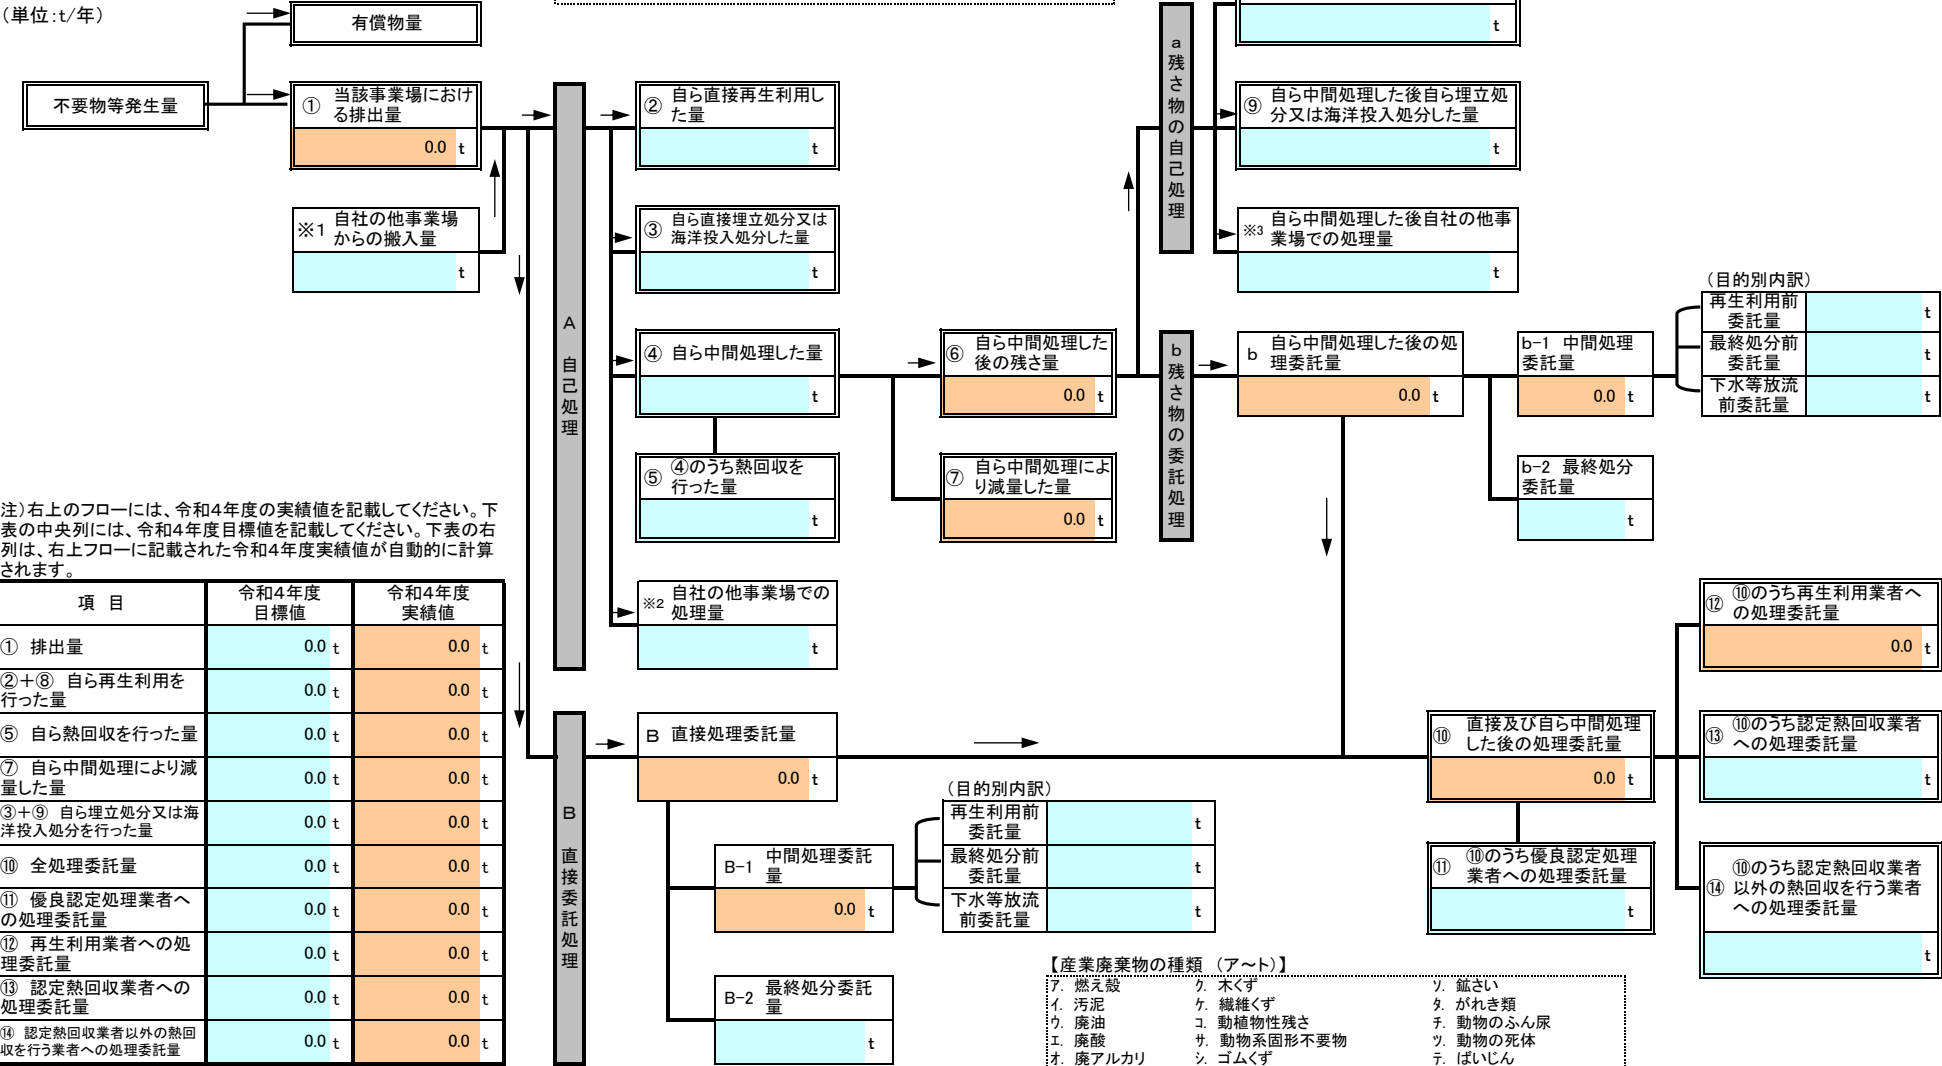 （単位：t/年）
有償物量
不要物等発生量
① 当該事業場におけ
る排出量
0.0 t
※1 自社の他事業場
からの搬入量
t
A 自己処理
② 自ら直接再生利用し
た量
t
③ 自ら直接埋立処分又は
海洋投入処分した量
t
④ 自ら中間処理した量
t
⑤ ④のうち熱回収を
行った量
t
※2 自社の他事業場での
処理量
t
⑥ 自ら中間処理した
後の残さ量
0.0 t
⑦ 自ら中間処理によ
り減量した量
0.0 t
a 残さ物の自己処理
t
⑨ 自ら中間処理した後自ら埋立処
分又は海洋投入処分した量
t
※3 自ら中間処理した後自社の他事
業場での処理量
t
b 残さ物の委託処理
b 自ら中間処理した後の処
理委託量
0.0 t
b-1 中間処理
委託量
0.0 t
b-2 最終処分
委託量
t
（目的別内訳）
再生利用前
委託量
t
最終処分前
委託量
t
下水等放流
前委託量
t
注）右上のフローには、令和４年度の実績値を記載してください。下
表の中央列には、令和４年度目標値を記載してください。下表の右
列は、右上フローに記載された令和４年度実績値が自動的に計算
されます。
項 目 令和４年度
目標値 令和４年度
実績値
① 排出量 0.0 t 0.0 t
②＋⑧ 自ら再生利用を
行った量 0.0 t 0.0 t
⑤ 自ら熱回収を行った量 0.0 t 0.0 t
⑦ 自ら中間処理により減
量した量 0.0 t 0.0 t
③＋⑨ 自ら埋立処分又は海
洋投入処分を行った量 0.0 t 0.0 t
⑩ 全処理委託量 0.0 t 0.0 t
⑪ 優良認定処理業者へ
の処理委託量 0.0 t 0.0 t
⑫ 再生利用業者への処
理委託量 0.0 t 0.0 t
⑬ 認定熱回収業者への
処理委託量 0.0 t 0.0 t
⑭ 認定熱回収業者以外の熱回
収を行う業者への処理委託量 0.0 t 0.0 t
B 直接委託処理
B 直接処理委託量
0.0 t
B-1 中間処理委託
量
0.0 t
B-2 最終処分委託
量
t
（目的別内訳）
再生利用前
委託量
t
最終処分前
委託量
t
下水等放流
前委託量
t
⑩ 直接及び自ら中間処理
した後の処理委託量
0.0 t
⑪ ⑩のうち優良認定処理
業者への処理委託量
t
⑫ ⑩のうち再生利用業者へ
の処理委託量
0.0 t
⑬ ⑩のうち認定熱回収業者
への処理委託量
t
⑭ ⑩のうち認定熱回収業者
以外の熱回収を行う業者
への処理委託量
t
【産業廃棄物の種類 （ア～ト）】
ｱ. 燃え殻 ｸ. 木くず ｿ. 鉱さい
ｲ. 汚泥 ｹ. 繊維くず ﾀ. がれき類
ｳ. 廃油 ｺ. 動植物性残さ ﾁ. 動物のふん尿
ｴ. 廃酸 ｻ. 動物系固形不要物 ﾂ. 動物の死体
ｵ. 廃アルカリ ｼ. ゴムくず ﾃ. ばいじん